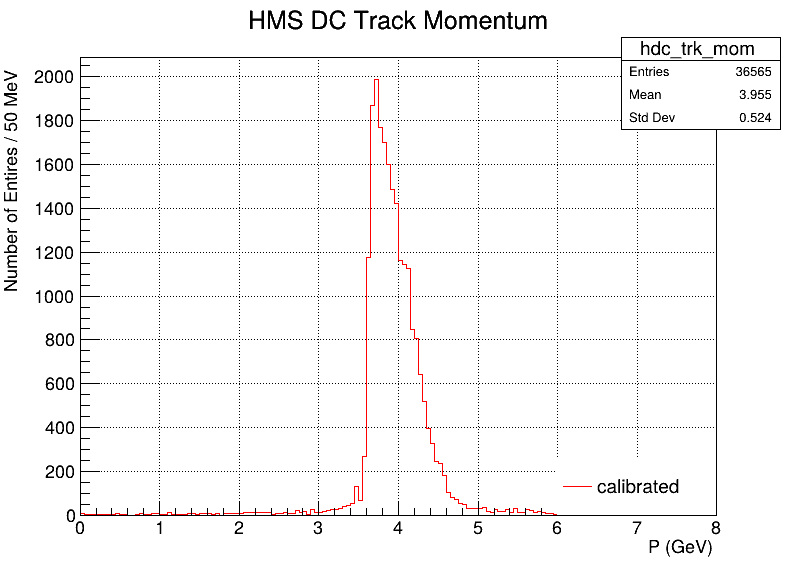 HMS DC Track Momentum
hdc_trk_mom
Entries 36565
Mean 3.955
Std Dev 0.524
Number of Entires / 50 MeV
2000
1800
1600
1400
1200
1000
800
600
400
200
0
calibrated
0 1 2 3 4 5 6 7 8
P (GeV)